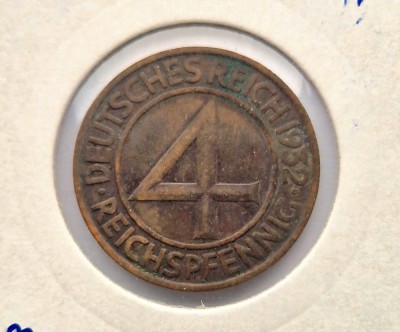 DEUTSCHES REICH 1932
4
REICHSPFENNIG